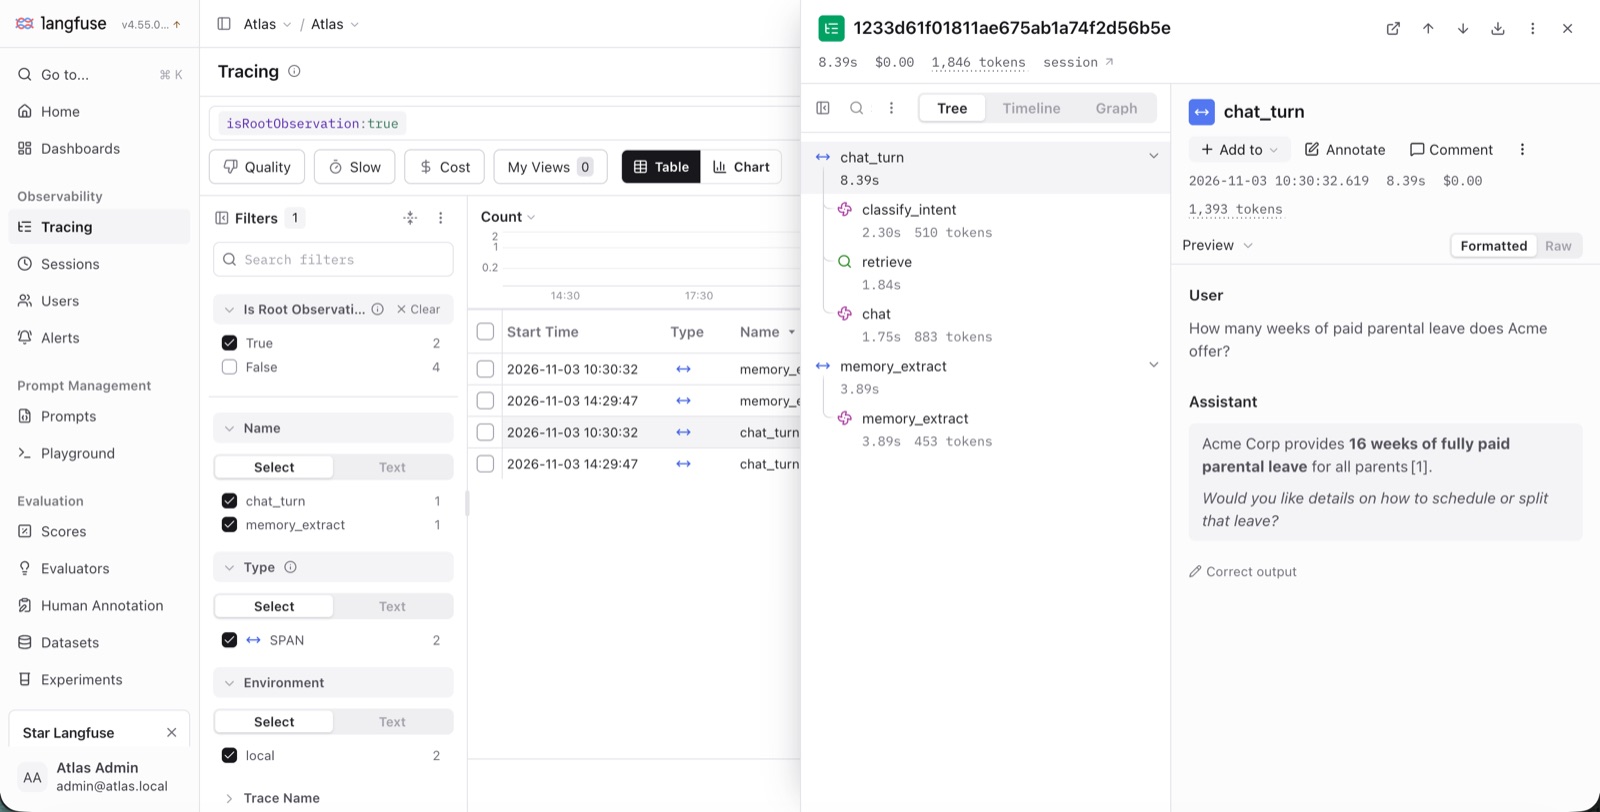 langfuse
v4.55.0...
Go to...
⌘ K
Home
Dashboards
Observability
Tracing
Sessions
Users
Alerts
Prompt Management
Prompts
Playground
Evaluation
Scores
Evaluators
Human Annotation
Datasets
Experiments
Star Langfuse
AA
Atlas Admin
admin@atlas.local
Atlas / Atlas
Tracing
isRootObservation:true
Quality
Slow
Cost
My Views 0
Table
Chart
Filters 1
Search filters
Is Root Observati...
Clear
True 2
False 4
Name
Select Text
chat_turn 1
memory_extract 1
Type
Select Text
SPAN 2
Environment
Select Text
local 2
Trace Name
Count
2
1
0.2
14:30 17:30
Start Time Type Name
2026-11-03 10:30:32 memory_e
2026-11-03 14:29:47 memory_e
2026-11-03 10:30:32 chat_turn
2026-11-03 14:29:47 chat_turn
1233d61f01811ae675ab1a74f2d56b5e
8.39s $0.00 1,846 tokens session
Tree Timeline Graph
chat_turn
8.39s
classify_intent
2.30s 510 tokens
retrieve
1.84s
chat
1.75s 883 tokens
memory_extract
3.89s
memory_extract
3.89s 453 tokens
chat_turn
Add to
Annotate
Comment
2026-11-03 10:30:32.619 8.39s $0.00
1,393 tokens
Preview
Formatted Raw
User
How many weeks of paid parental leave does Acme
offer?
Assistant
Acme Corp provides 16 weeks of fully paid
parental leave for all parents [1].
Would you like details on how to schedule or split
that leave?
Correct output